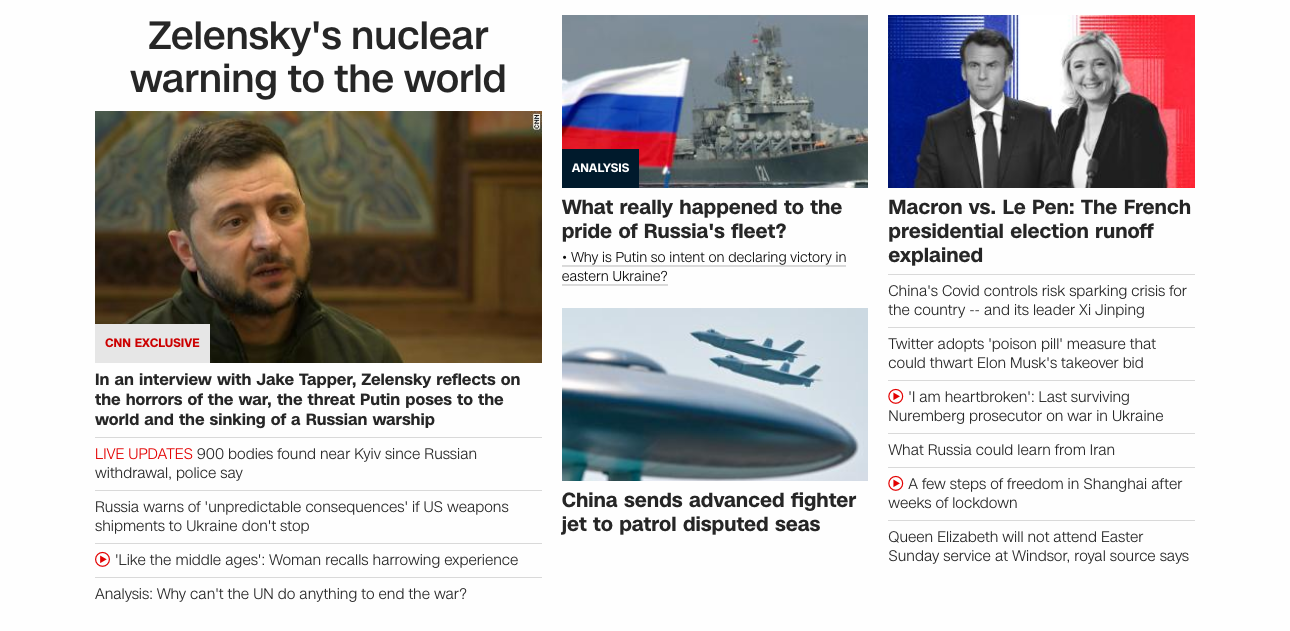 Zelensky's nuclear
warning to the world
CNN
CNN EXCLUSIVE
In an interview with Jake Tapper, Zelensky reflects on
the horrors of the war, the threat Putin poses to the
world and the sinking of a Russian warship
LIVE UPDATES 900 bodies found near Kyiv since Russian
withdrawal, police say
Russia warns of 'unpredictable consequences' if US weapons
shipments to Ukraine don't stop
'Like the middle ages': Woman recalls harrowing experience
Analysis: Why can't the UN do anything to end the war?
121
ANALYSIS
What really happened to the
pride of Russia's fleet?
• Why is Putin so intent on declaring victory in
eastern Ukraine?
China sends advanced fighter
jet to patrol disputed seas
Macron vs. Le Pen: The French
presidential election runoff
explained
China's Covid controls risk sparking crisis for
the country -- and its leader Xi Jinping
Twitter adopts 'poison pill' measure that
could thwart Elon Musk's takeover bid
'I am heartbroken': Last surviving
Nuremberg prosecutor on war in Ukraine
What Russia could learn from Iran
A few steps of freedom in Shanghai after
weeks of lockdown
Queen Elizabeth will not attend Easter
Sunday service at Windsor, royal source says